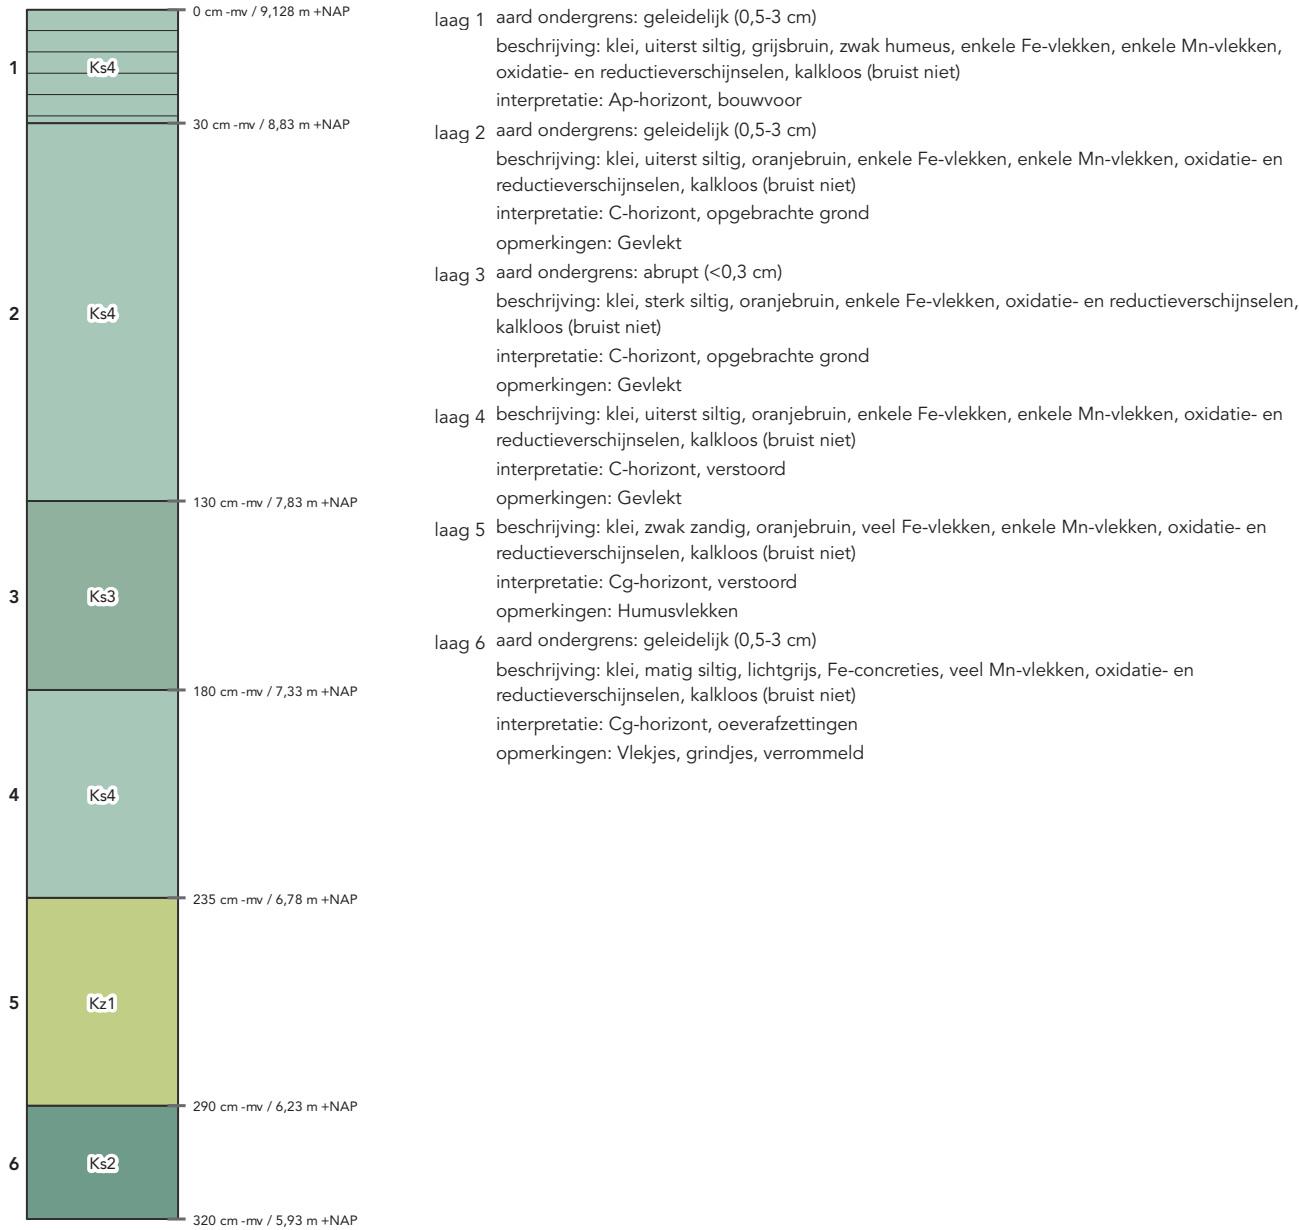 0 cm -mv / 9,128 m +NAP
1
Ks4
30 cm -mv / 8,83 m +NAP
2
Ks4
130 cm -mv / 7,83 m +NAP
3
Ks3
180 cm -mv / 7,33 m +NAP
4
Ks4
235 cm -mv / 6,78 m +NAP
5
Kz1
290 cm -mv / 6,23 m +NAP
6
Ks2
320 cm -mv / 5,93 m +NAP
laag 1 aard ondergrens: geleidelijk (0,5-3 cm)
beschrijving: klei, uiterst siltig, grijsbruin, zwak humeus, enkele Fe-vlekken, enkele Mn-vlekken,
oxidatie- en reductieverschijnselen, kalkloos (bruist niet)
interpretatie: Ap-horizont, bouwvoor
laag 2 aard ondergrens: geleidelijk (0,5-3 cm)
beschrijving: klei, uiterst siltig, oranjebruin, enkele Fe-vlekken, enkele Mn-vlekken, oxidatie- en
reductieverschijnselen, kalkloos (bruist niet)
interpretatie: C-horizont, opgebrachte grond
opmerkingen: Gevlekt
laag 3 aard ondergrens: abrupt (<0,3 cm)
beschrijving: klei, sterk siltig, oranjebruin, enkele Fe-vlekken, oxidatie- en reductieverschijnselen,
kalkloos (bruist niet)
interpretatie: C-horizont, opgebrachte grond
opmerkingen: Gevlekt
laag 4 beschrijving: klei, uiterst siltig, oranjebruin, enkele Fe-vlekken, enkele Mn-vlekken, oxidatie- en
reductieverschijnselen, kalkloos (bruist niet)
interpretatie: C-horizont, verstoord
opmerkingen: Gevlekt
laag 5 beschrijving: klei, zwak zandig, oranjebruin, veel Fe-vlekken, enkele Mn-vlekken, oxidatie- en
reductieverschijnselen, kalkloos (bruist niet)
interpretatie: Cg-horizont, verstoord
opmerkingen: Humusvlekken
laag 6 aard ondergrens: geleidelijk (0,5-3 cm)
beschrijving: klei, matig siltig, lichtgrijs, Fe-concreties, veel Mn-vlekken, oxidatie- en
reductieverschijnselen, kalkloos (bruist niet)
interpretatie: Cg-horizont, oeverafzettingen
opmerkingen: Vlekjes, grindjes, verrommeld